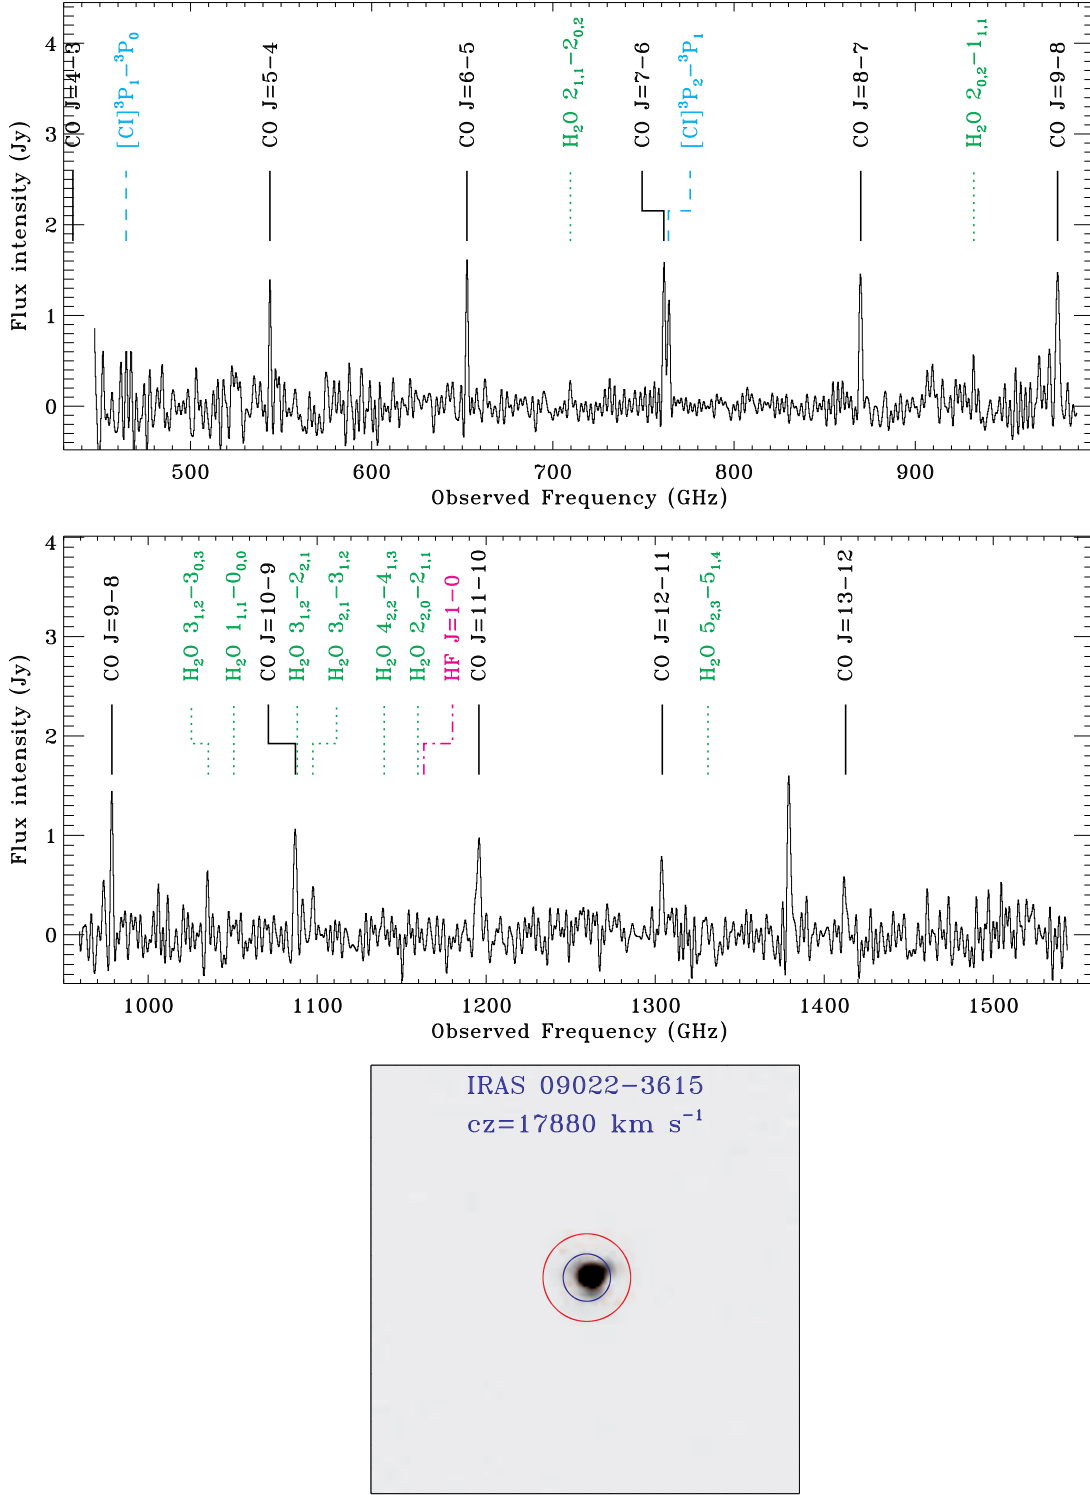 CO J=4−3
[CI]³P₁−³P₀
CO J=5−4
CO J=6−5
H₂O 2₁,₁−2₀,₂
CO J=7−6
[CI]³P₂−³P₁
CO J=8−7
H₂O 2₀,₂−1₁,₁
CO J=9−8
Flux intensity (Jy)
4
3
2
1
0
500 600 700 800 900
Observed Frequency (GHz)
CO J=9−8
H₂O 3₁,₂−3₀,₃
H₂O 1₁,₁−0₀,₀
CO J=10−9
H₂O 3₁,₂−2₂,₁
H₂O 3₂,₁−3₁,₂
H₂O 4₂,₂−4₁,₃
H₂O 2₂,₀−2₁,₁
HF J=1−0
CO J=11−10
CO J=12−11
H₂O 5₂,₃−5₁,₄
CO J=13−12
Flux intensity (Jy)
4
3
2
1
0
1000 1100 1200 1300 1400 1500
Observed Frequency (GHz)
IRAS 09022−3615
cz=17880 km s⁻¹